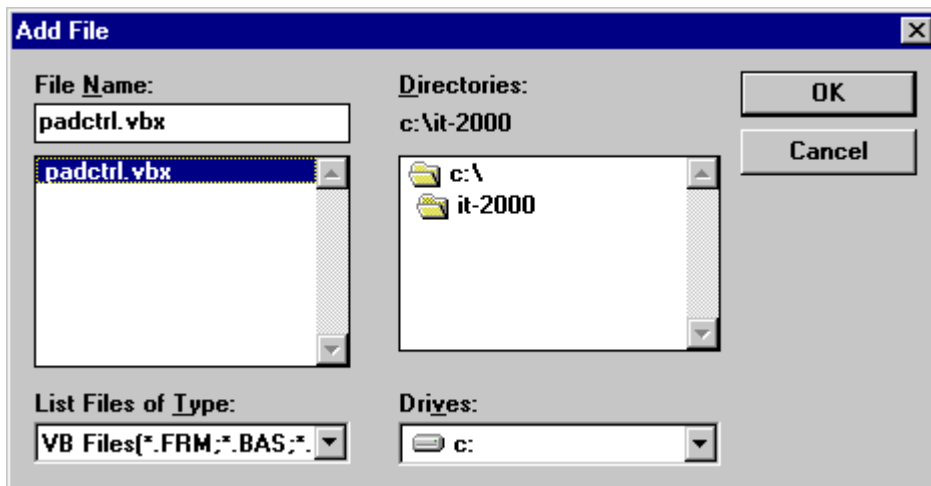 Add File
File Name:
padctrl.vbx
padctrl.vbx
List Files of Type:
VB Files(*.FRM;*.BAS;*.
Directories:
c:\it-2000
c:\
it-2000
Drives:
c:
OK
Cancel